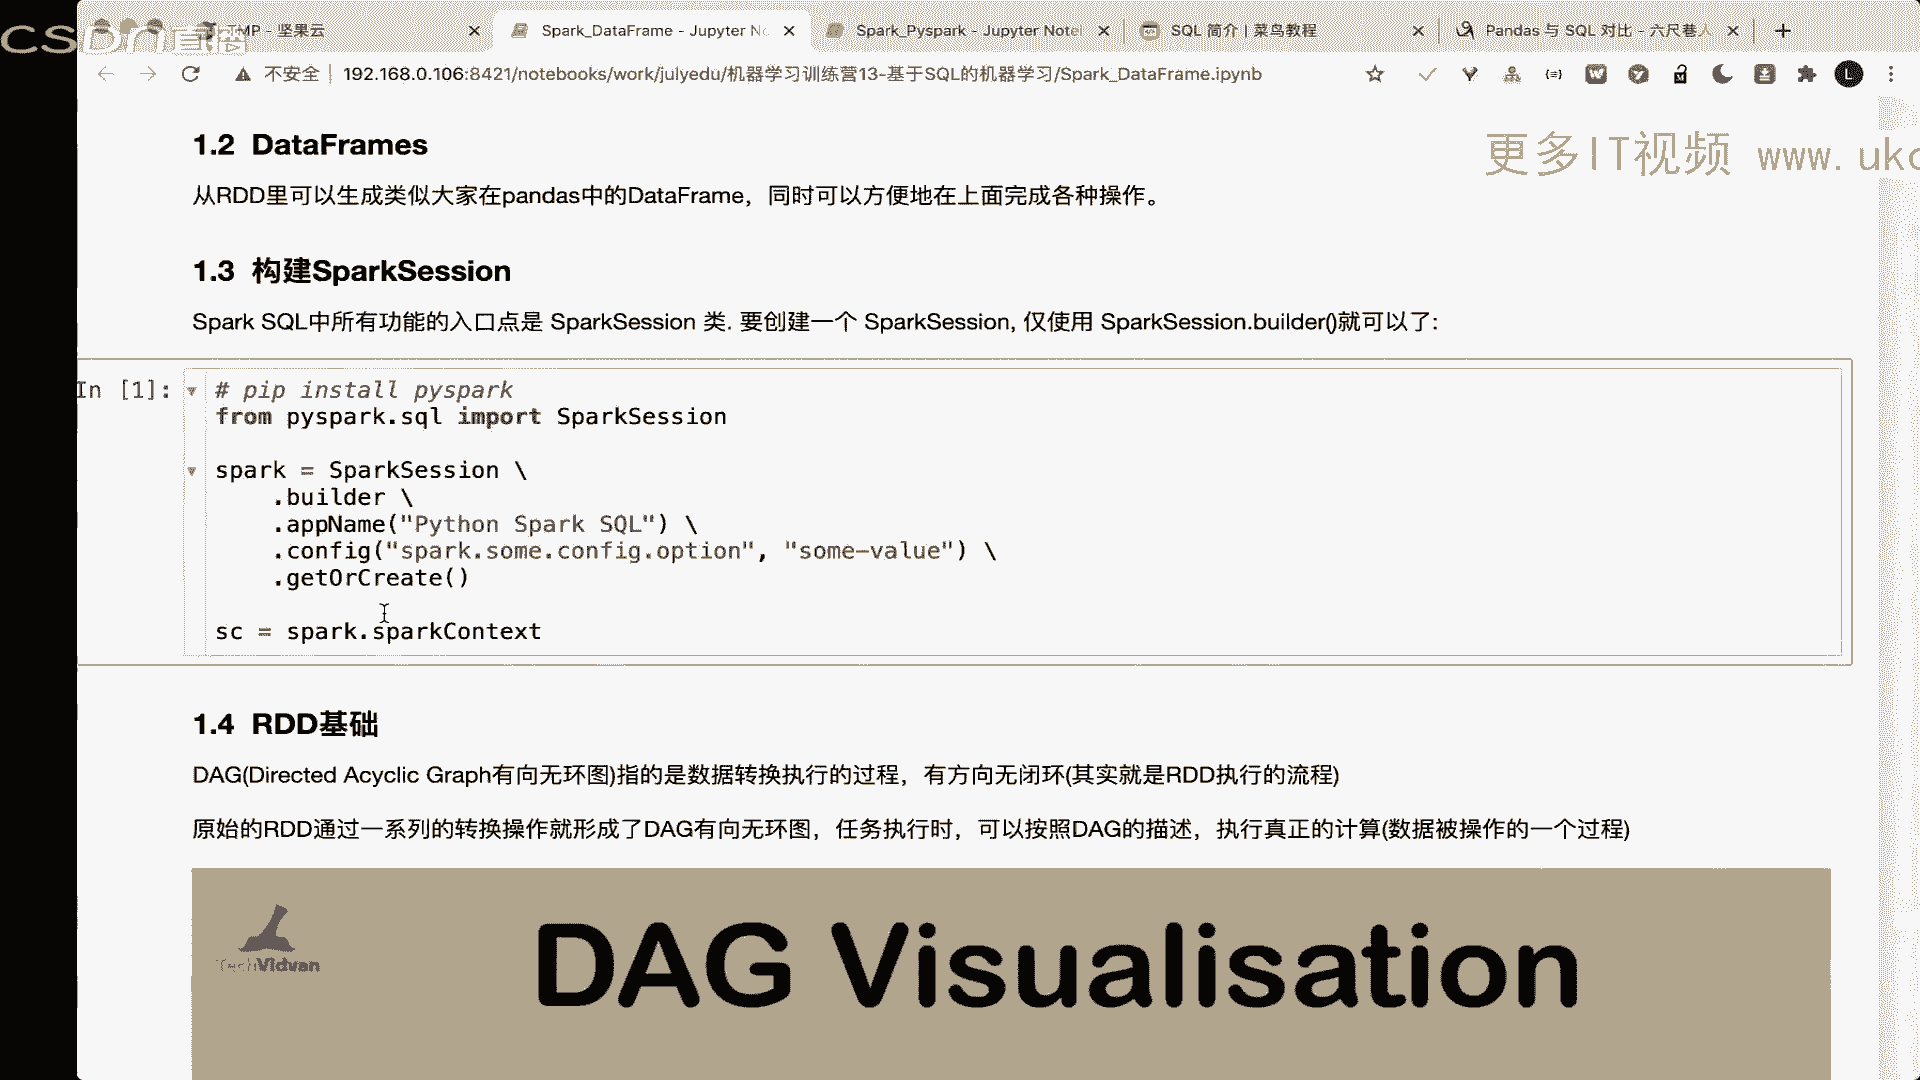 CSDN直播
TMP - 坚果云
Spark_DataFrame - Jupyter No
Spark_Pyspark - Jupyter Note
SQL 简介 | 菜鸟教程
Pandas 与 SQL 对比 - 六尺巷人
不安全
192.168.0.106:8421/notebooks/work/julyedu/机器学习训练营13-基于SQL的机器学习/Spark_DataFrame.ipynb
L
更多IT视频 www.ukc
1.2 DataFrames
从RDD里可以生成类似大家在pandas中的DataFrame，同时可以方便地在上面完成各种操作。
1.3 构建SparkSession
Spark SQL中所有功能的入口点是 SparkSession 类. 要创建一个 SparkSession, 仅使用 SparkSession.builder()就可以了:
In [1]:
# pip install pyspark
from pyspark.sql import SparkSession
spark = SparkSession \
.builder \
.appName("Python Spark SQL") \
.config("spark.some.config.option", "some-value") \
.getOrCreate()
sc = spark.sparkContext
1.4 RDD基础
DAG(Directed Acyclic Graph有向无环图)指的是数据转换执行的过程，有方向无闭环(其实就是RDD执行的流程)
原始的RDD通过一系列的转换操作就形成了DAG有向无环图，任务执行时，可以按照DAG的描述，执行真正的计算(数据被操作的一个过程)
TechVidvan
DAG Visualisation